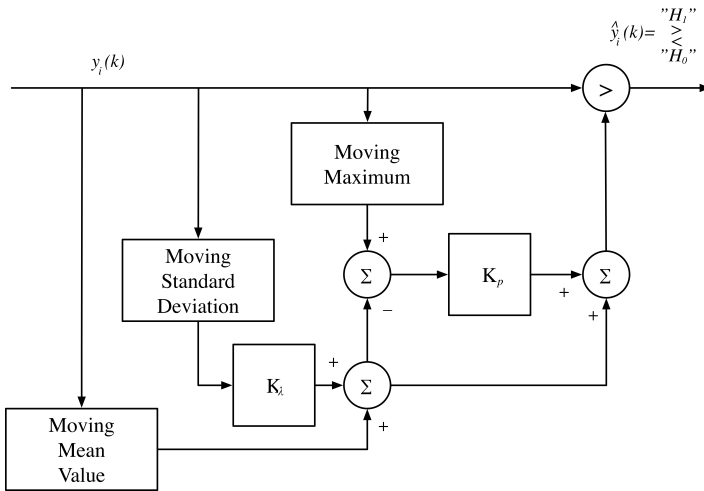 "H1"
ŷi(k)= >
<
"H0"
yi(k)
>
Moving
Maximum
+
Moving
Standard
Deviation
Σ
Kp
Σ
+
−
+
Kλ
+
Σ
+
Moving
Mean
Value